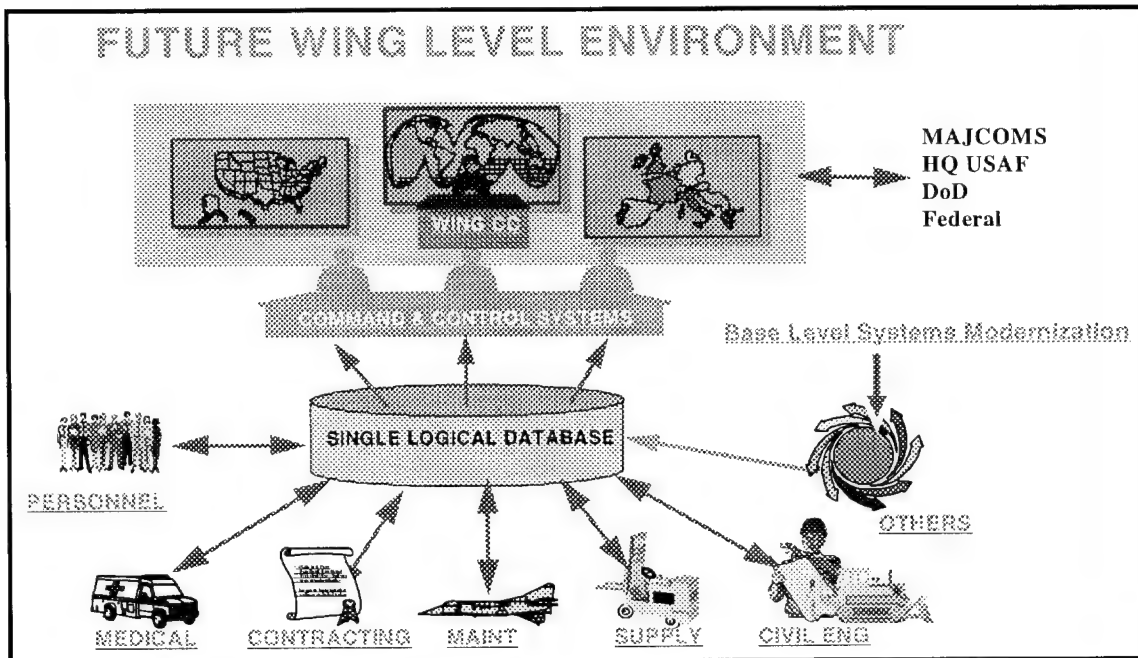 FUTURE WING LEVEL ENVIRONMENT
MAJCOMS
HQ USAF
DoD
Federal
WING CC
COMMAND & CONTROL SYSTEMS
Base Level Systems Modernization
SINGLE LOGICAL DATABASE
PERSONNEL
OTHERS
MEDICAL
CONTRACTING
MAINT
SUPPLY
CIVIL ENG